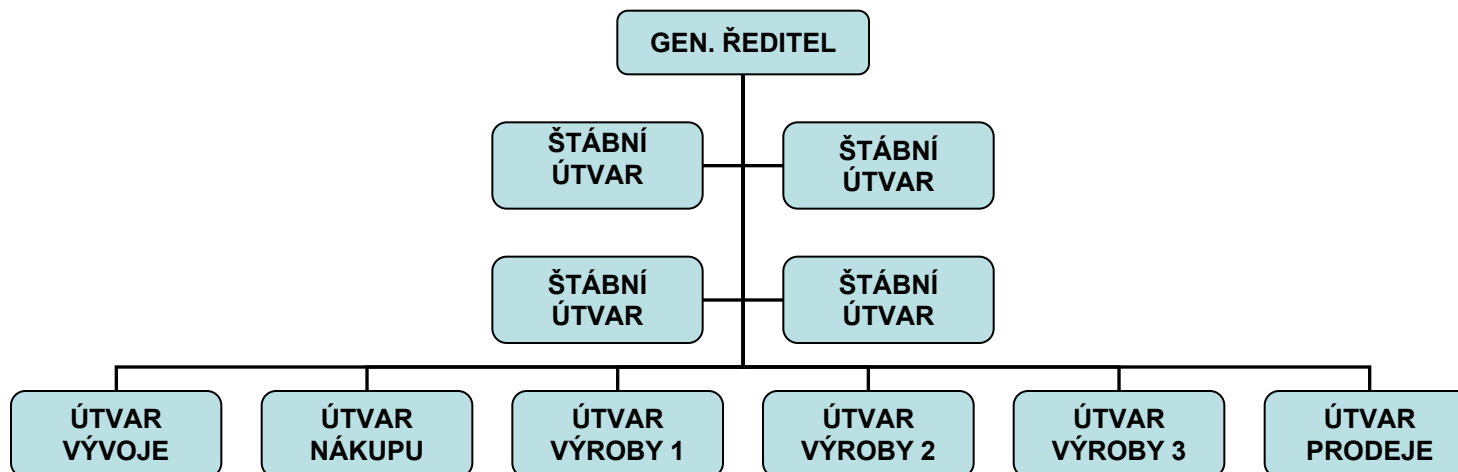 GEN. ŘEDITEL
ŠTÁBNÍ
ÚTVAR
ŠTÁBNÍ
ÚTVAR
ŠTÁBNÍ
ÚTVAR
ŠTÁBNÍ
ÚTVAR
ÚTVAR
VÝVOJE
ÚTVAR
NÁKUPU
ÚTVAR
VÝROBY 1
ÚTVAR
VÝROBY 2
ÚTVAR
VÝROBY 3
ÚTVAR
PRODEJE